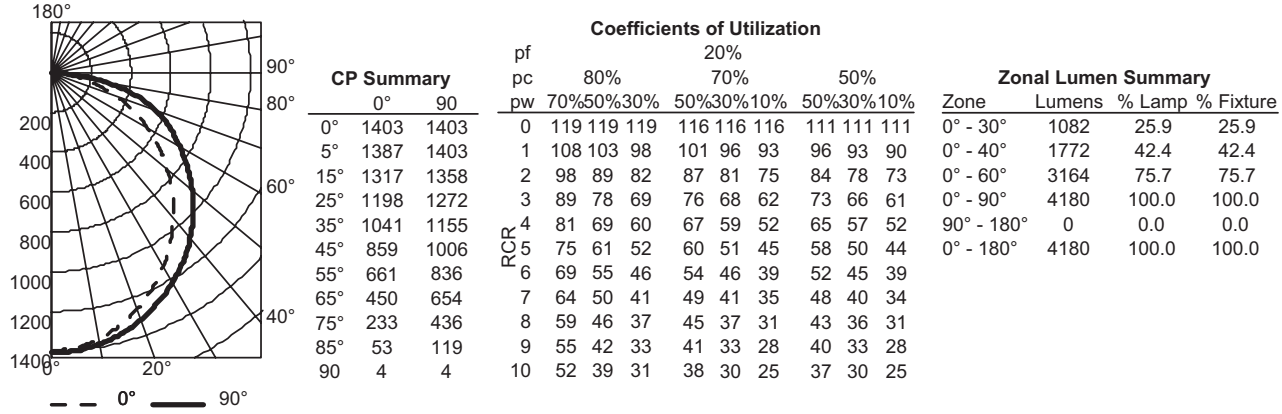 180°
90°
80°
60°
40°
200
400
600
800
1000
1200
1400
0°
20°
0°
90°
CP Summary
0° 90
0° 1403 1403
5° 1387 1403
15° 1317 1358
25° 1198 1272
35° 1041 1155
45° 859 1006
55° 661 836
65° 450 654
75° 233 436
85° 53 119
90 4 4
Coefficients of Utilization
pf 20%
pc 80% 70% 50%
pw 70%50%30% 50%30%10% 50%30%10%
RCR
0 119 119 119 116 116 116 111 111 111
1 108 103 98 101 96 93 96 93 90
2 98 89 82 87 81 75 84 78 73
3 89 78 69 76 68 62 73 66 61
4 81 69 60 67 59 52 65 57 52
5 75 61 52 60 51 45 58 50 44
6 69 55 46 54 46 39 52 45 39
7 64 50 41 49 41 35 48 40 34
8 59 46 37 45 37 31 43 36 31
9 55 42 33 41 33 28 40 33 28
10 52 39 31 38 30 25 37 30 25
Zonal Lumen Summary
Zone Lumens % Lamp % Fixture
0° - 30° 1082 25.9 25.9
0° - 40° 1772 42.4 42.4
0° - 60° 3164 75.7 75.7
0° - 90° 4180 100.0 100.0
90° - 180° 0 0.0 0.0
0° - 180° 4180 100.0 100.0